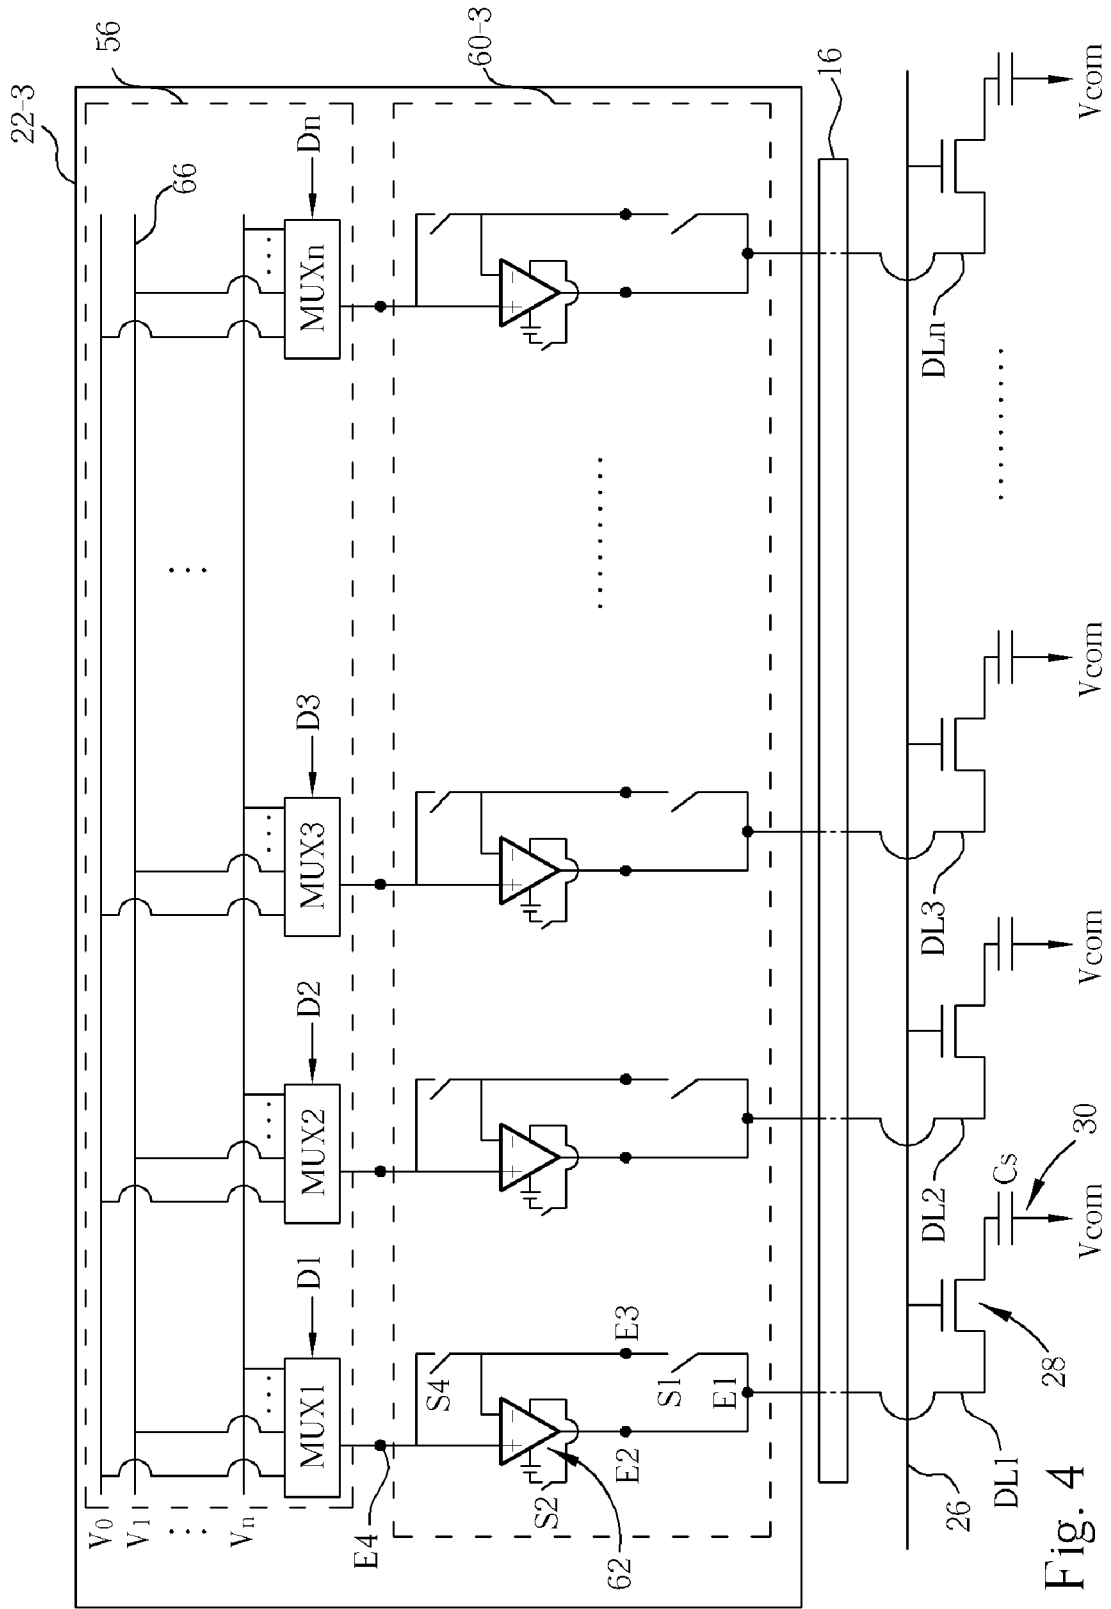 22-3
56
66
60-3
16
V0
V1
Vn
MUX1
MUX2
MUX3
MUXn
D1
D2
D3
Dn
E4
S4
+ −
+ −
+ −
+ −
S2
62
E2
E3
S1
E1
26
DL1
DL2
DL3
DLn
28
Cs
30
Vcom
Vcom
Vcom
Vcom
Fig. 4